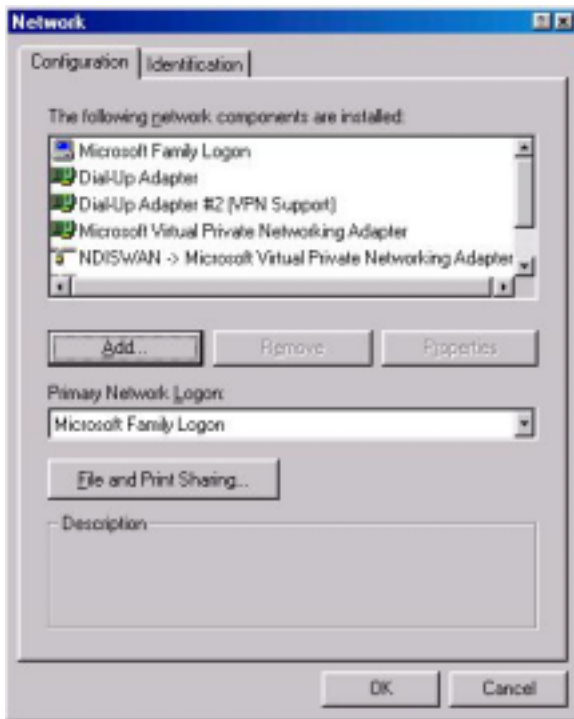 Network
Configuration
Identification
The following network components are installed:
Microsoft Family Logon
Dial-Up Adapter
Dial-Up Adapter #2 (VPN Support)
Microsoft Virtual Private Networking Adapter
NDISWAN -> Microsoft Virtual Private Networking Adapter
Add...
Remove
Properties
Primary Network Logon:
Microsoft Family Logon
File and Print Sharing...
Description
OK
Cancel